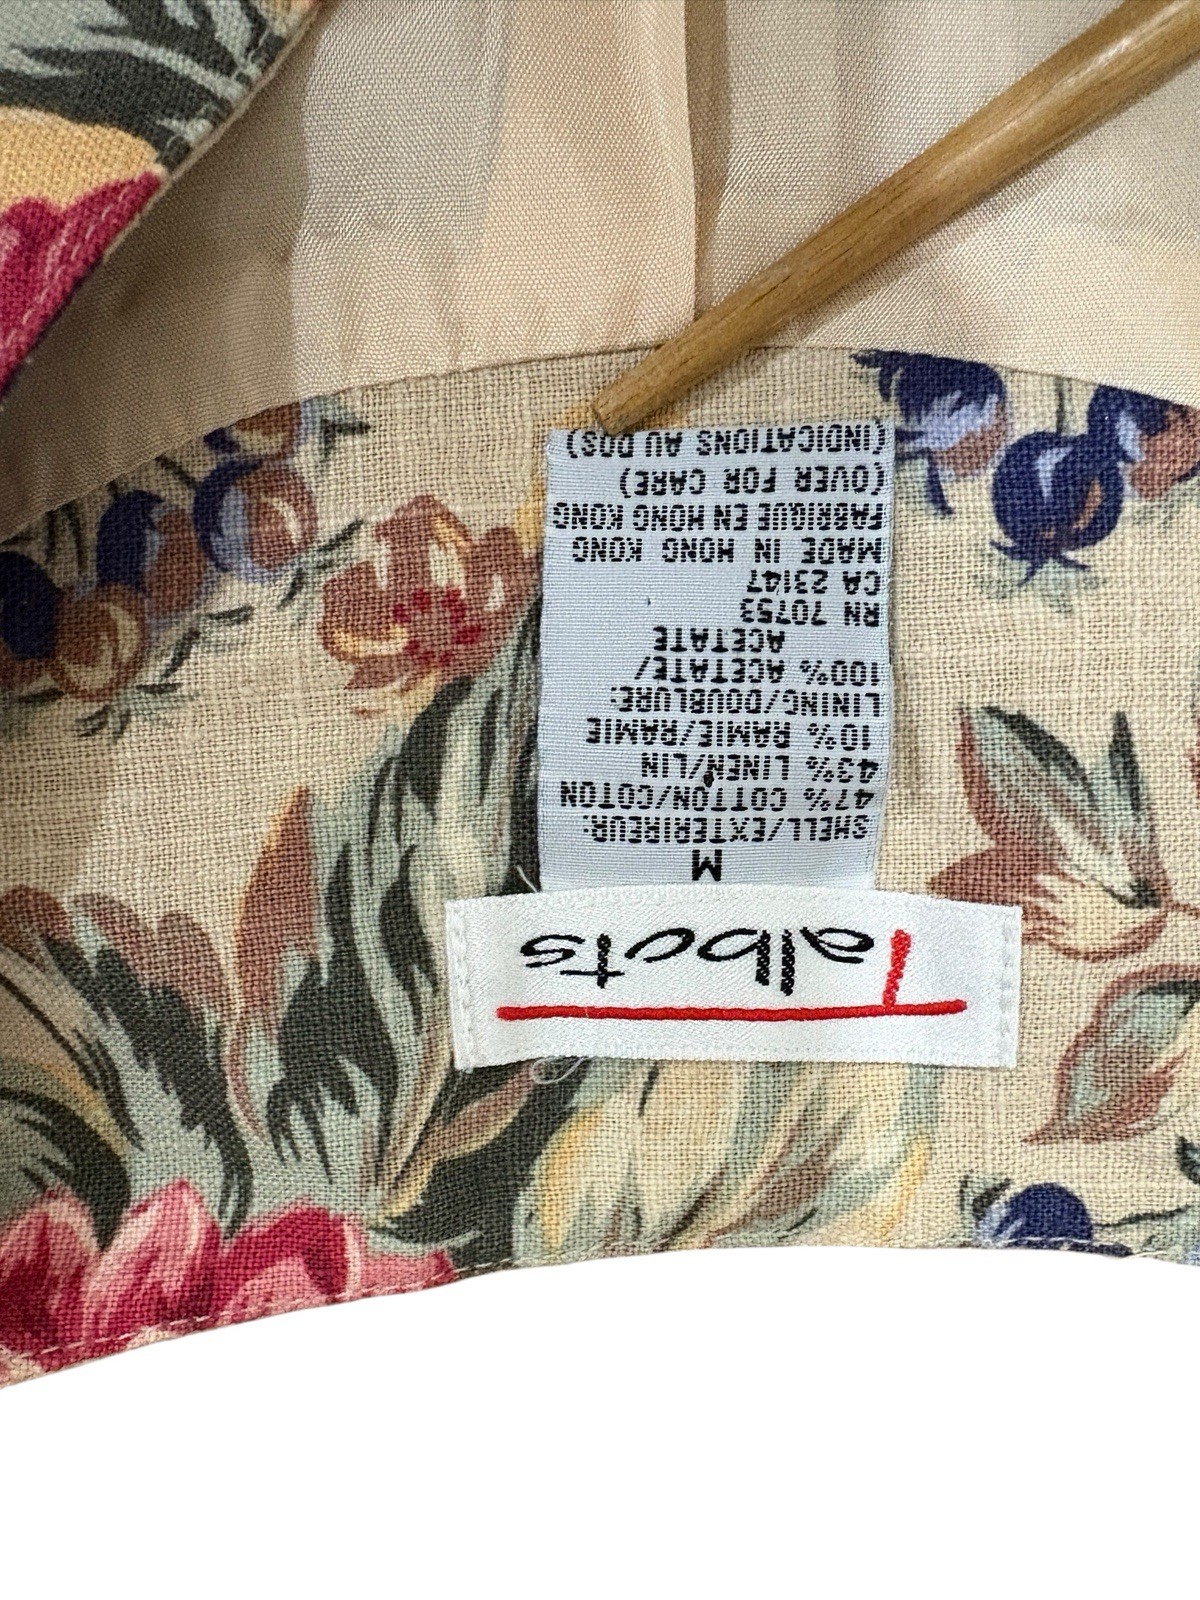 Talbots
M
SHELL/EXTERIREUR:
47% COTTON/COTON
43% LINEN/LIN
10% RAMIE/RAMIE
LINING/DOUBLURE:
100% ACETATE/
ACETATE
RN 70753
CA 23147
MADE IN HONG KONG
FABRIQUE EN HONG KONG
(OVER FOR CARE)
(INDICATIONS AU DOS)